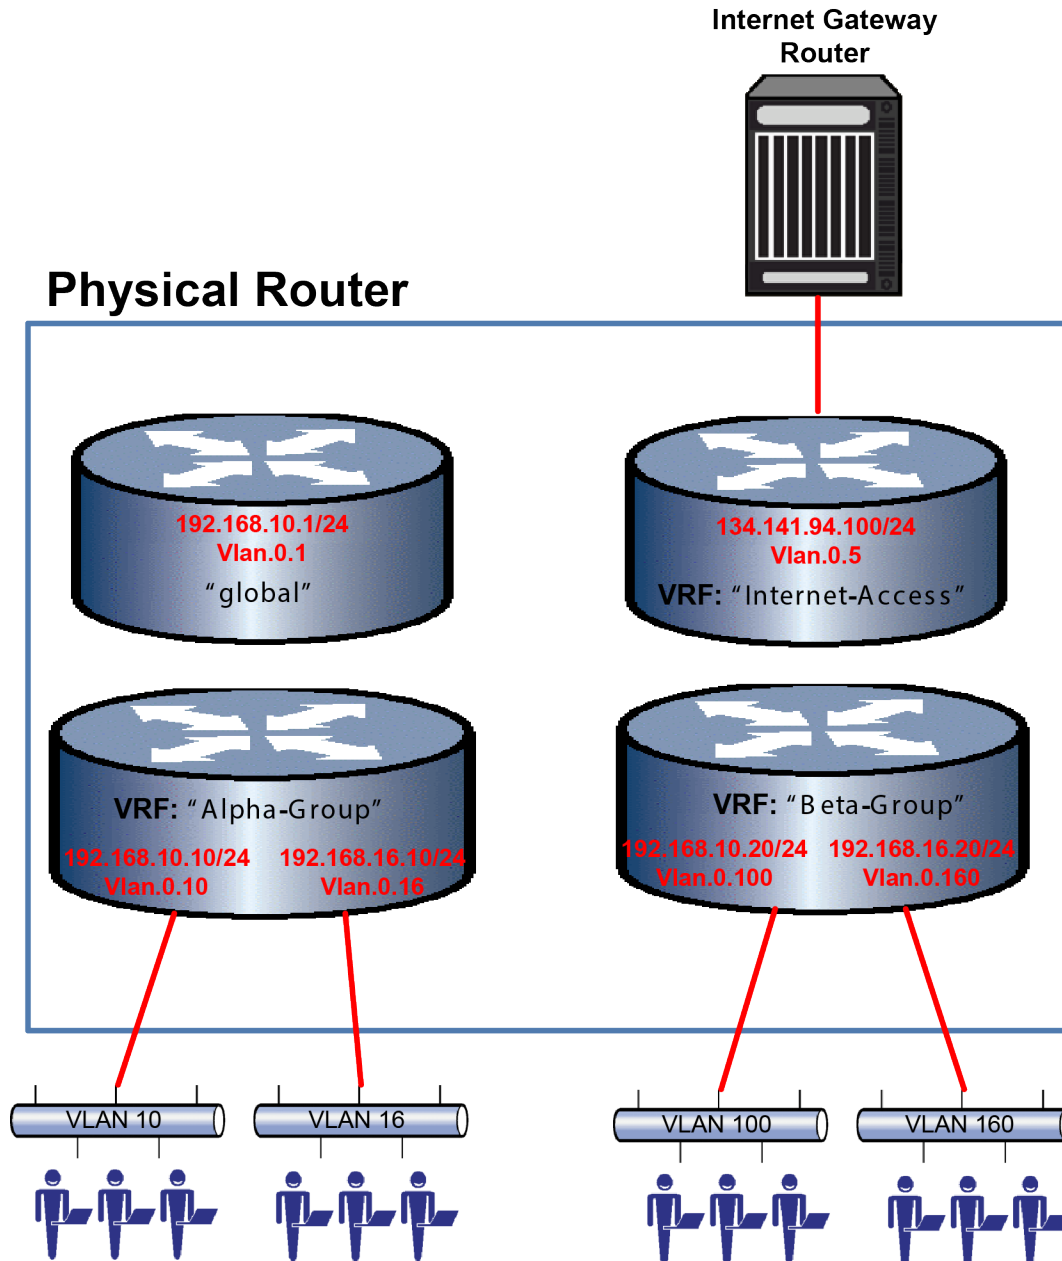 Internet Gateway
Router
Physical Router
192.168.10.1/24
Vlan.0.1
“global”
134.141.94.100/24
Vlan.0.5
VRF: “Internet-Access”
VRF: “Alpha-Group”
192.168.10.10/24
Vlan.0.10
192.168.16.10/24
Vlan.0.16
VRF: “Beta-Group”
192.168.10.20/24
Vlan.0.100
192.168.16.20/24
Vlan.0.160
VLAN 10
VLAN 16
VLAN 100
VLAN 160